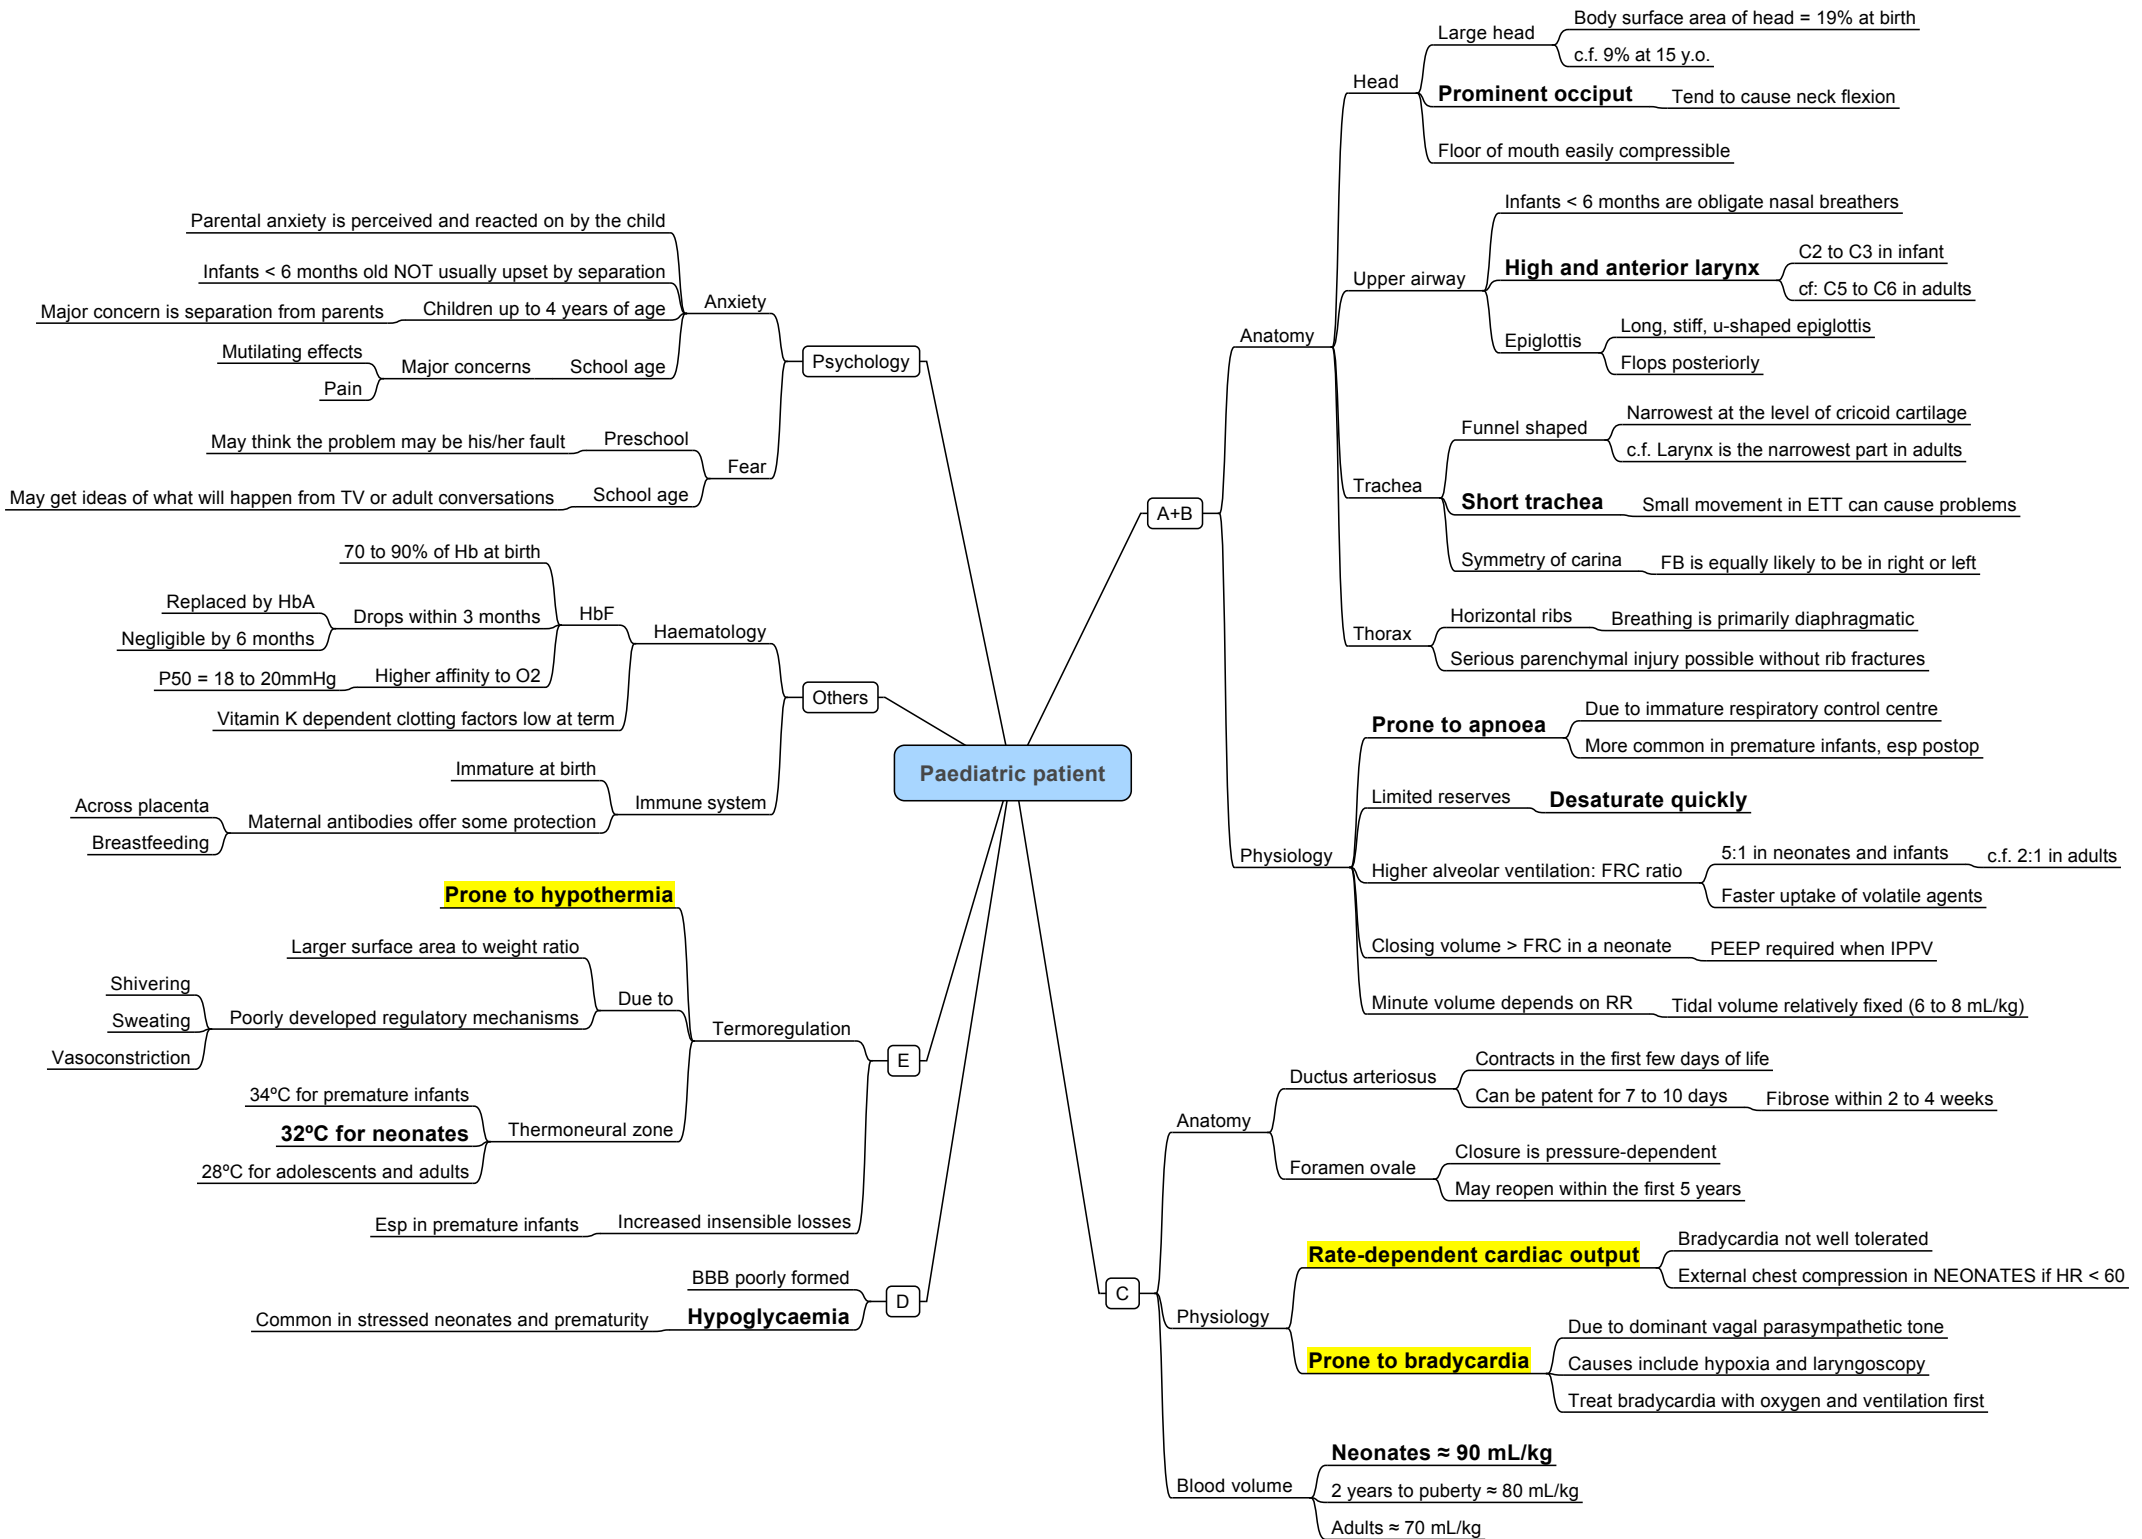 Paediatric patient
A+B
Anatomy
Head
Large head
Body surface area of head = 19% at birth
c.f. 9% at 15 y.o.
Prominent occiput
Tend to cause neck flexion
Floor of mouth easily compressible
Upper airway
Infants < 6 months are obligate nasal breathers
High and anterior larynx
C2 to C3 in infant
cf: C5 to C6 in adults
Epiglottis
Long, stiff, u-shaped epiglottis
Flops posteriorly
Trachea
Funnel shaped
Narrowest at the level of cricoid cartilage
c.f. Larynx is the narrowest part in adults
Short trachea
Small movement in ETT can cause problems
Symmetry of carina
FB is equally likely to be in right or left
Thorax
Horizontal ribs
Breathing is primarily diaphragmatic
Serious parenchymal injury possible without rib fractures
Physiology
Prone to apnoea
Due to immature respiratory control centre
More common in premature infants, esp postop
Limited reserves
Desaturate quickly
Higher alveolar ventilation: FRC ratio
5:1 in neonates and infants
c.f. 2:1 in adults
Faster uptake of volatile agents
Closing volume > FRC in a neonate
PEEP required when IPPV
Minute volume depends on RR
Tidal volume relatively fixed (6 to 8 mL/kg)
C
Anatomy
Ductus arteriosus
Contracts in the first few days of life
Can be patent for 7 to 10 days
Fibrose within 2 to 4 weeks
Foramen ovale
Closure is pressure-dependent
May reopen within the first 5 years
Physiology
Rate-dependent cardiac output
Bradycardia not well tolerated
External chest compression in NEONATES if HR < 60
Prone to bradycardia
Due to dominant vagal parasympathetic tone
Causes include hypoxia and laryngoscopy
Treat bradycardia with oxygen and ventilation first
Blood volume
Neonates ≈ 90 mL/kg
2 years to puberty ≈ 80 mL/kg
Adults ≈ 70 mL/kg
D
BBB poorly formed
Hypoglycaemia
Common in stressed neonates and prematurity
E
Termoregulation
Prone to hypothermia
Due to
Larger surface area to weight ratio
Poorly developed regulatory mechanisms
Shivering
Sweating
Vasoconstriction
Thermoneural zone
34ºC for premature infants
32ºC for neonates
28ºC for adolescents and adults
Increased insensible losses
Esp in premature infants
Others
Haematology
HbF
70 to 90% of Hb at birth
Drops within 3 months
Replaced by HbA
Negligible by 6 months
Higher affinity to O2
P50 = 18 to 20mmHg
Vitamin K dependent clotting factors low at term
Immune system
Immature at birth
Maternal antibodies offer some protection
Across placenta
Breastfeeding
Psychology
Anxiety
Parental anxiety is perceived and reacted on by the child
Infants < 6 months old NOT usually upset by separation
Children up to 4 years of age
Major concern is separation from parents
School age
Major concerns
Mutilating effects
Pain
Fear
Preschool
May think the problem may be his/her fault
School age
May get ideas of what will happen from TV or adult conversations